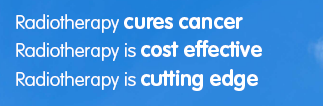 Radiotherapy cures cancer
Radiotherapy is cost effective
Radiotherapy is cutting edge